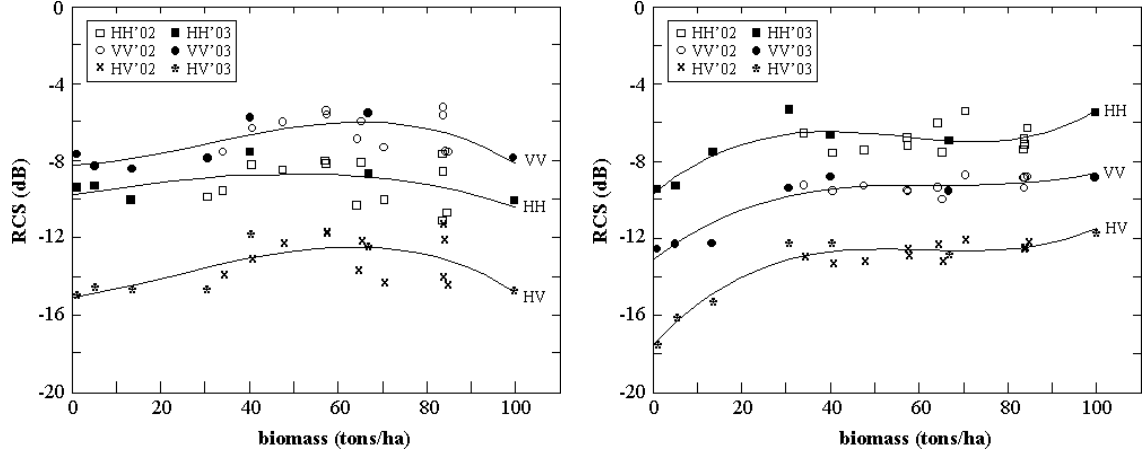 0
HH'02 HH'03
VV'02 VV'03
HV'02 HV'03
-4
-8
-12
-16
-20
RCS (dB)
VV
HH
HV
0 20 40 60 80 100
biomass (tons/ha)
0
HH'02 HH'03
VV'02 VV'03
HV'02 HV'03
-4
-8
-12
-16
-20
RCS (dB)
HH
VV
HV
0 20 40 60 80 100
biomass (tons/ha)